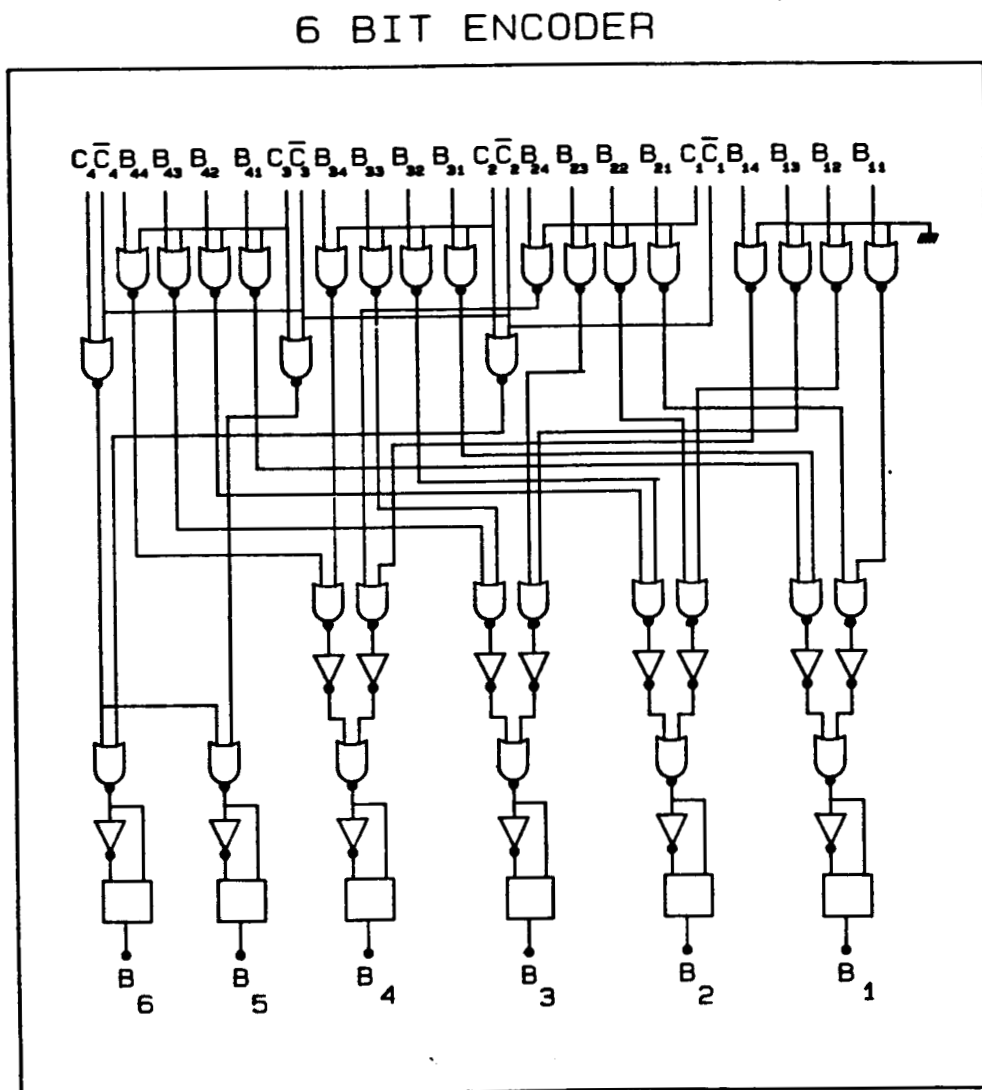 6 BIT ENCODER
C₄ C̅₄ B₄₄ B₄₃ B₄₂ B₄₁ C₃ C̅₃ B₃₄ B₃₃ B₃₂ B₃₁ C₂ C̅₂ B₂₄ B₂₃ B₂₂ B₂₁ C₁ C̅₁ B₁₄ B₁₃ B₁₂ B₁₁
B₆ B₅ B₄ B₃ B₂ B₁